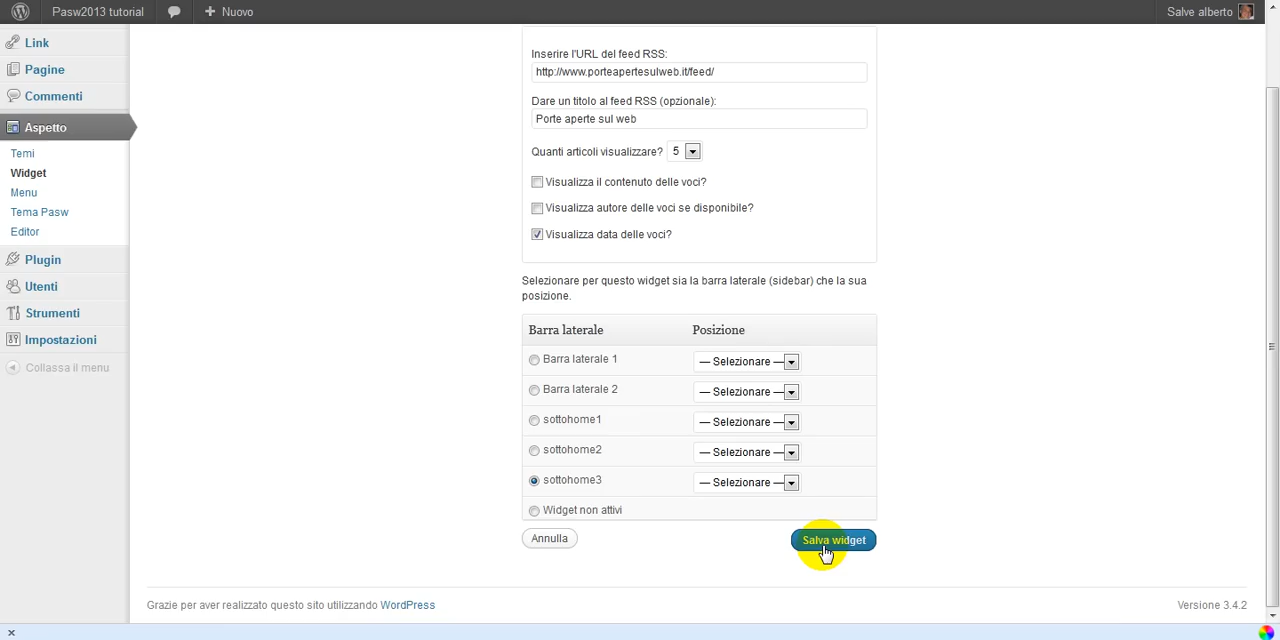 Pasw2013 tutorial + Nuovo Salve alberto
Link
Pagine
Commenti
Aspetto
Temi
Widget
Menu
Tema Pasw
Editor
Plugin
Utenti
Strumenti
Impostazioni
Collassa il menu
Inserire l'URL del feed RSS:
http://www.porteapertesulweb.it/feed/
Dare un titolo al feed RSS (opzionale):
Porte aperte sul web
Quanti articoli visualizzare? 5
Visualizza il contenuto delle voci?
Visualizza autore delle voci se disponibile?
Visualizza data delle voci?
Selezionare per questo widget sia la barra laterale (sidebar) che la sua
posizione.
Barra laterale Posizione
Barra laterale 1 — Selezionare —
Barra laterale 2 — Selezionare —
sottohome1 — Selezionare —
sottohome2 — Selezionare —
sottohome3 — Selezionare —
Widget non attivi
Annulla Salva widget
Grazie per aver realizzato questo sito utilizzando WordPress Versione 3.4.2